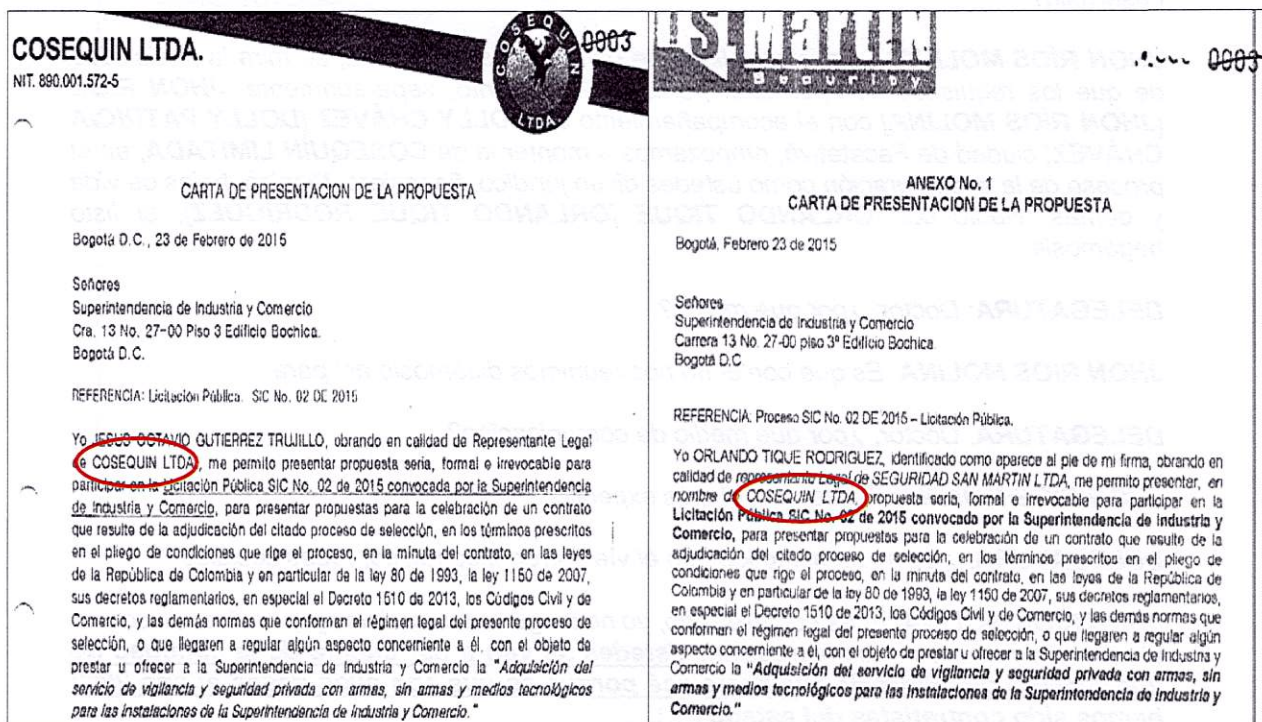 COSEQUIN LTDA.
NIT. 890.001.572-5
COSEQUIN
LTDA.
0003
CARTA DE PRESENTACION DE LA PROPUESTA
Bogotá D.C., 23 de Febrero de 2015
Señores
Superintendencia de Industria y Comercio
Cra. 13 No. 27-00 Piso 3 Edificio Bochica.
Bogotá D.C.
REFERENCIA: Licitación Pública. SIC No. 02 DE 2015
Yo JESUS OCTAVIO GUTIERREZ TRUJILLO, obrando en calidad de Representante Legal
de COSEQUIN LTDA, me permito presentar propuesta seria, formal e irrevocable para
participar en la Licitación Pública SIC No. 02 de 2015 convocada por la Superintendencia
de Industria y Comercio, para presentar propuestas para la celebración de un contrato
que resulte de la adjudicación del citado proceso de selección, en los términos prescritos
en el pliego de condiciones que rige el proceso, en la minuta del contrato, en las leyes
de la República de Colombia y en particular de la ley 80 de 1993, la ley 1150 de 2007,
sus decretos reglamentarios, en especial el Decreto 1510 de 2013, los Códigos Civil y de
Comercio, y las demás normas que conforman el régimen legal del presente proceso de
selección, o que llegaren a regular algún aspecto concerniente a él, con el objeto de
prestar u ofrecer a la Superintendencia de Industria y Comercio la "Adquisición del
servicio de vigilancia y seguridad privada con armas, sin armas y medios tecnológicos
para las instalaciones de la Superintendencia de Industria y Comercio."
S. Martin
0003
ANEXO No. 1
CARTA DE PRESENTACION DE LA PROPUESTA
Bogotá, Febrero 23 de 2015
Señores
Superintendencia de Industria y Comercio
Carrera 13 No. 27-00 piso 3º Edificio Bochica
Bogotá D.C
REFERENCIA. Proceso SIC No. 02 DE 2015 – Licitación Pública.
Yo ORLANDO TIQUE RODRIGUEZ, identificado como aparece al pie de mi firma, obrando en
calidad de representante Legal de SEGURIDAD SAN MARTIN LTDA, me permito presentar, en
nombre de COSEQUIN LTDA, propuesta seria, formal e irrevocable para participar en la
Licitación Pública SIC No. 02 de 2015 convocada por la Superintendencia de Industria y
Comercio, para presentar propuestas para la celebración de un contrato que resulte de la
adjudicación del citado proceso de selección, en los términos prescritos en el pliego de
condiciones que rige el proceso, en la minuta del contrato, en las leyes de la República de
Colombia y en particular de la ley 80 de 1993, la ley 1150 de 2007, sus decretos reglamentarios,
en especial el Decreto 1510 de 2013, los Códigos Civil y de Comercio, y las demás normas que
conforman el régimen legal del presente proceso de selección, o que llegaren a regular algún
aspecto concerniente a él, con el objeto de prestar u ofrecer a la Superintendencia de Industria y
Comercio la "Adquisición del servicio de vigilancia y seguridad privada con armas, sin
armas y medios tecnológicos para las Instalaciones de la Superintendencia de Industria y
Comercio."